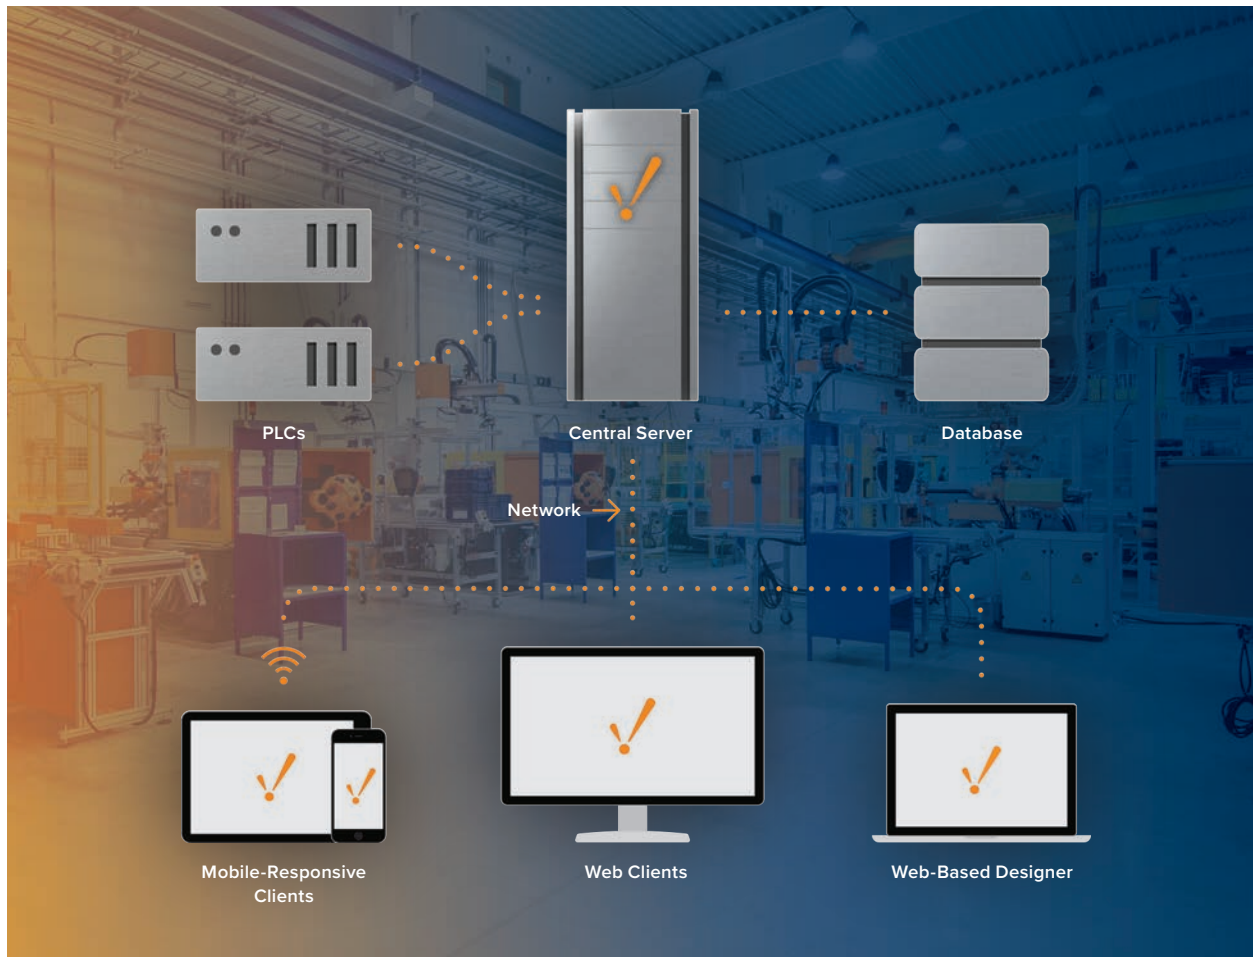 PLCs
Central Server
Database
Network
Mobile-Responsive
Clients
Web Clients
Web-Based Designer